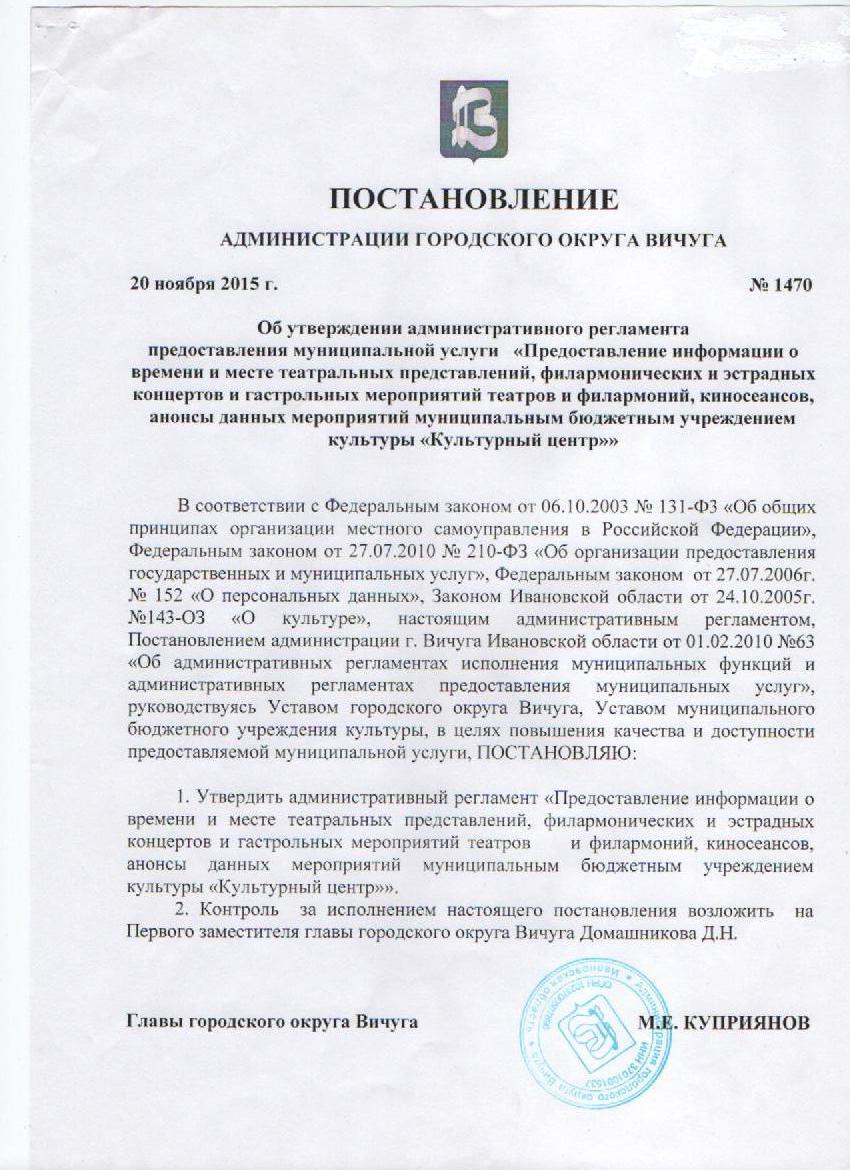 ПОСТАНОВЛЕНИЕ
АДМИНИСТРАЦИИ ГОРОДСКОГО ОКРУГА ВИЧУГА
20 ноября 2015 г. № 1470
Об утверждении административного регламента
предоставления муниципальной услуги «Предоставление информации о
времени и месте театральных представлений, филармонических и эстрадных
концертов и гастрольных мероприятий театров и филармоний, киносеансов,
анонсы данных мероприятий муниципальным бюджетным учреждением
культуры «Культурный центр»»
В соответствии с Федеральным законом от 06.10.2003 № 131-ФЗ «Об общих
принципах организации местного самоуправления в Российской Федерации»,
Федеральным законом от 27.07.2010 № 210-ФЗ «Об организации предоставления
государственных и муниципальных услуг», Федеральным законом от 27.07.2006г.
№ 152 «О персональных данных», Законом Ивановской области от 24.10.2005г.
№143-ОЗ «О культуре», настоящим административным регламентом,
Постановлением администрации г. Вичуга Ивановской области от 01.02.2010 №63
«Об административных регламентах исполнения муниципальных функций и
административных регламентах предоставления муниципальных услуг»,
руководствуясь Уставом городского округа Вичуга, Уставом муниципального
бюджетного учреждения культуры, в целях повышения качества и доступности
предоставляемой муниципальной услуги, ПОСТАНОВЛЯЮ:
1. Утвердить административный регламент «Предоставление информации о
времени и месте театральных представлений, филармонических и эстрадных
концертов и гастрольных мероприятий театров и филармоний, киносеансов,
анонсы данных мероприятий муниципальным бюджетным учреждением
культуры «Культурный центр»».
2. Контроль за исполнением настоящего постановления возложить на
Первого заместителя главы городского округа Вичуга Домашникова Д.Н.
Главы городского округа Вичуга М.Е. КУПРИЯНОВ
Администрация городского округа Вичуга * Ивановская область *
ИНН 3701001537
ОГРН